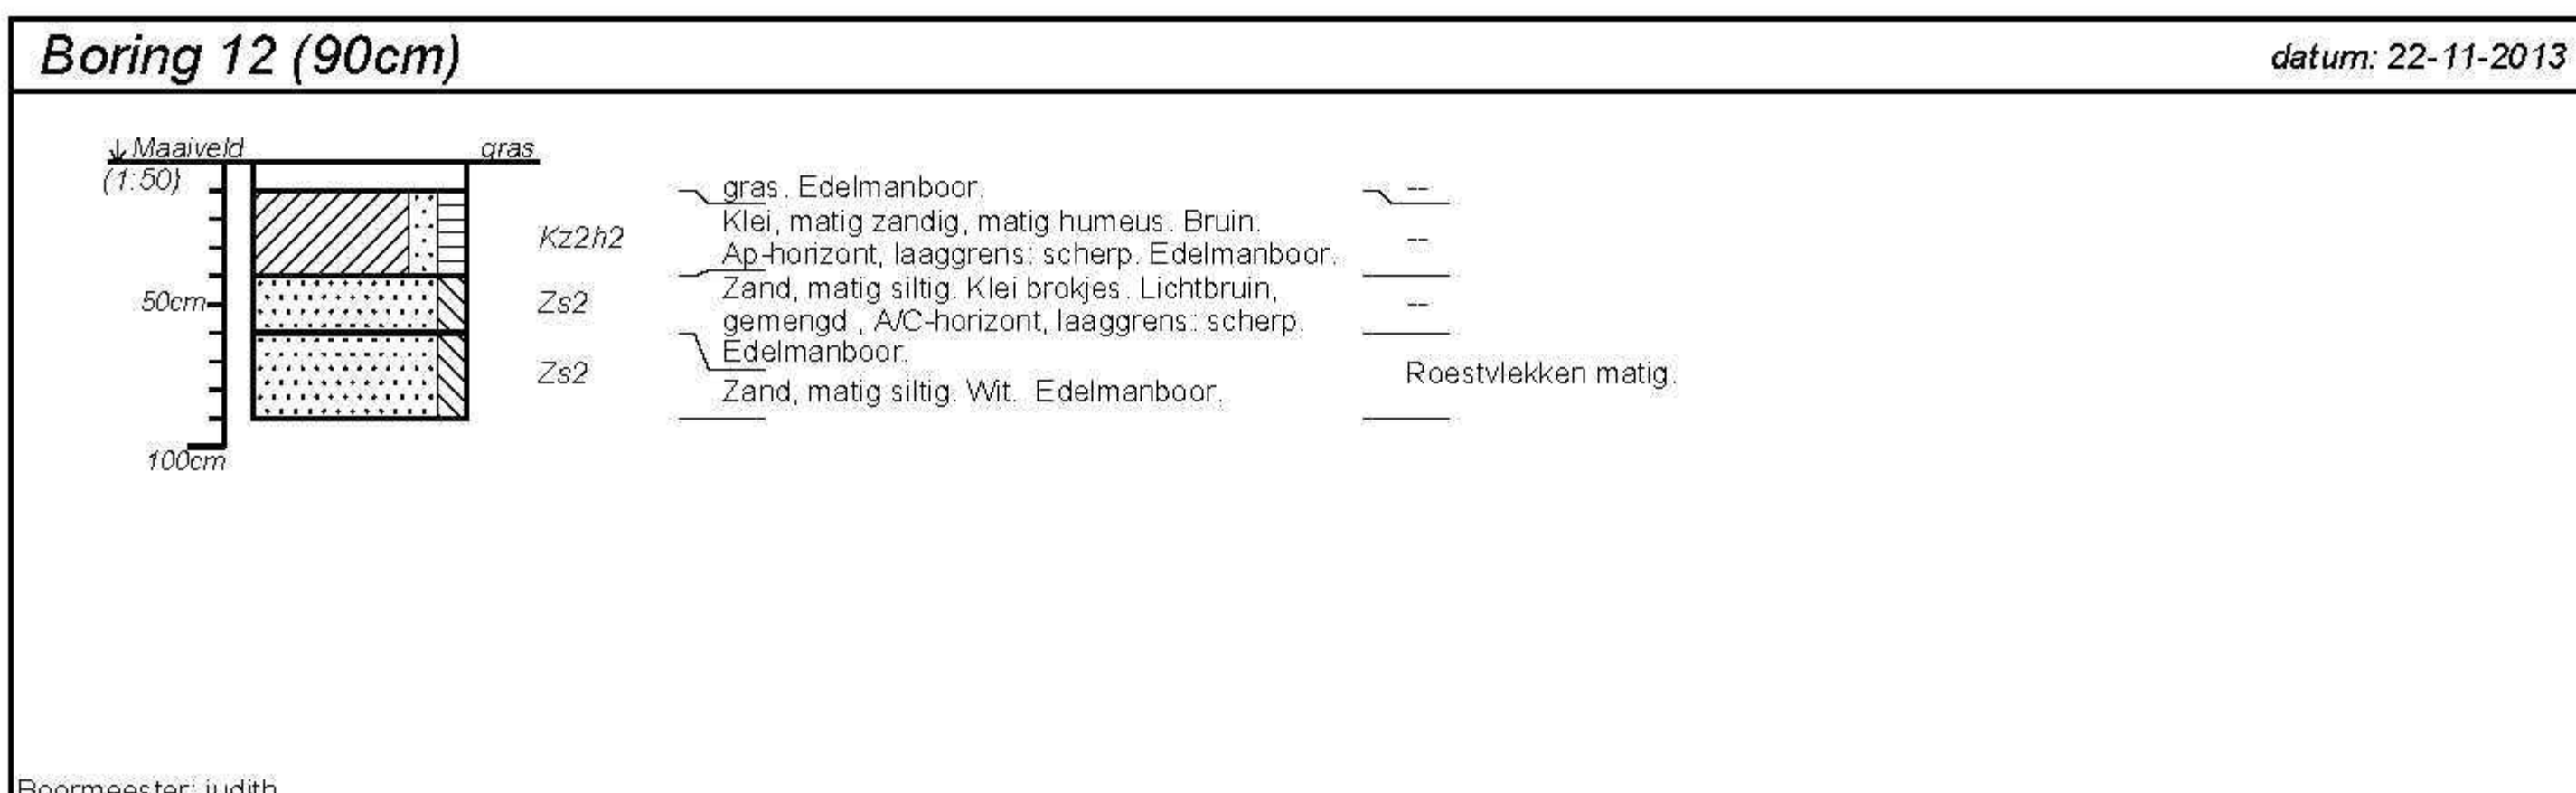 Boring 12 (90cm)
datum: 22-11-2013
↓ Maaiveld
gras
(1:50)
gras. Edelmanboor.
--
Klei, matig zandig, matig humeus. Bruin.
Kz2h2
--
Ap-horizont, laaggrens: scherp. Edelmanboor.
Zand, matig siltig. Klei brokjes. Lichtbruin,
50cm
Zs2
--
gemengd , A/C-horizont, laaggrens: scherp.
Edelmanboor.
Zs2
Roestvlekken matig.
Zand, matig siltig. Wit. Edelmanboor.
100cm
Boormeester: judith